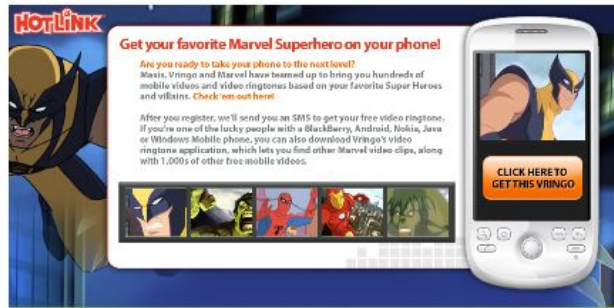 HOTLINK
Get your favorite Marvel Superhero on your phone!
Are you ready to take your phone to the next level?
Maxis, Vringo and Marvel have teamed up to bring you hundreds of
mobile videos and video ringtones based on your favorite Super Heroes
and villains. Check 'em out here!
After you register, we'll send you an SMS to get your free video ringtone.
If you're one of the lucky people with a BlackBerry, Android, Nokia, Java
or Windows Mobile phone, you can also download Vringo's video
ringtone application, which lets you find other Marvel video clips, along
with 1,000s of other free mobile videos.
CLICK HERE TO
GET THIS VRINGO